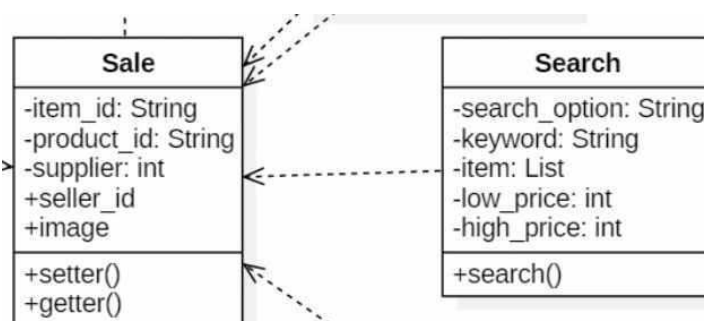 Sale
-item_id: String
-product_id: String
-supplier: int
+seller_id
+image
+setter()
+getter()
Search
-search_option: String
-keyword: String
-item: List
-low_price: int
-high_price: int
+search()